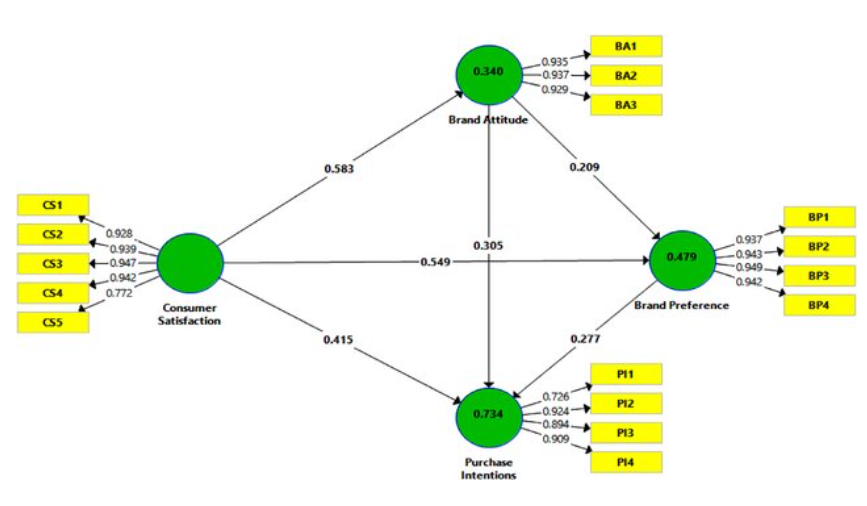 BA1
0.935
0.340
0.937
BA2
0.929
BA3
Brand Attitude
0.583
0.209
CS1
0.928
CS2
0.939
CS3
0.947
CS4
0.942
CS5
0.772
Consumer
Satisfaction
0.305
0.549
BP1
0.937
BP2
0.943
0.479
0.949
BP3
0.942
BP4
Brand Preference
0.415
0.277
PI1
0.726
PI2
0.924
0.734
0.894
PI3
0.909
PI4
Purchase
Intentions